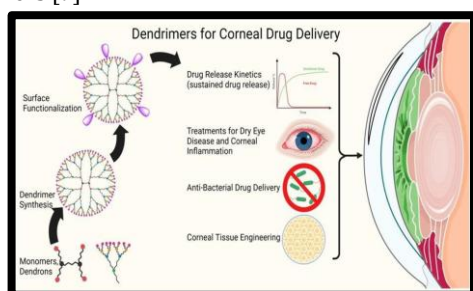 Dendrimers for Corneal Drug Delivery
Surface
Functionalization
Dendrimer
Synthesis
Monomers,
Dendrons
Drug Release Kinetics
(sustained drug release)
Treatments for Dry Eye
Disease and Corneal
Inflammation
Anti-Bacterial Drug Delivery
Corneal Tissue Engineering